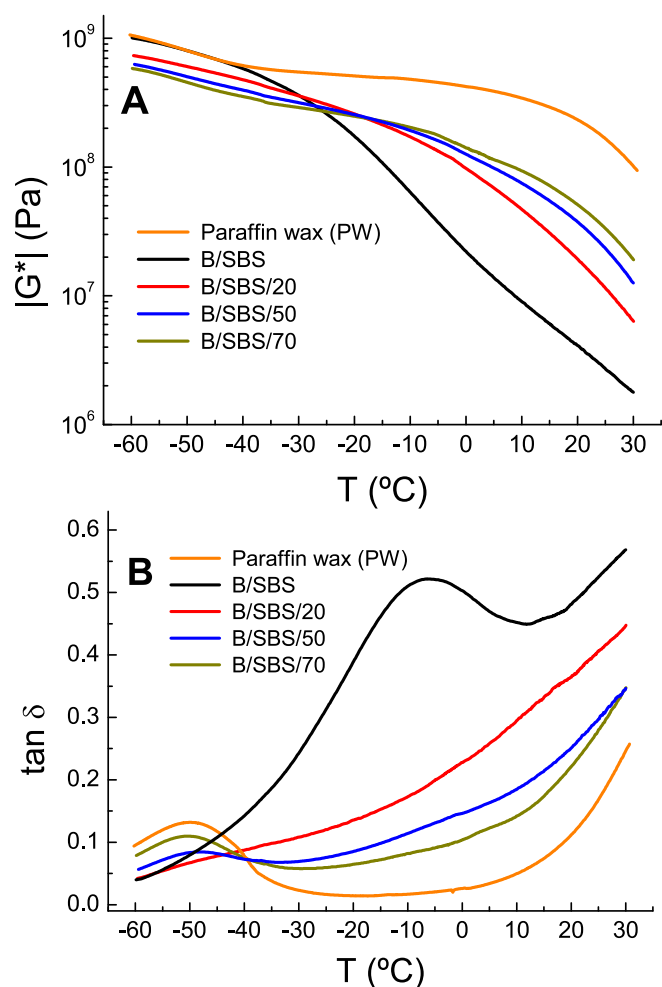 10⁹
A
10⁸
|G*| (Pa)
Paraffin wax (PW)
B/SBS
B/SBS/20
10⁷
B/SBS/50
B/SBS/70
10⁶
-60 -50 -40 -30 -20 -10 0 10 20 30
T (ºC)
0.6
B
Paraffin wax (PW)
B/SBS
0.5
B/SBS/20
B/SBS/50
0.4
B/SBS/70
tan δ
0.3
0.2
0.1
0.0
-60 -50 -40 -30 -20 -10 0 10 20 30
T (ºC)